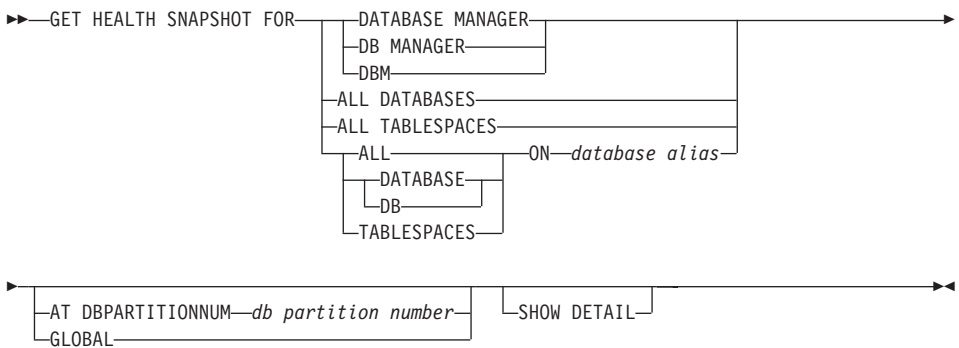 GET HEALTH SNAPSHOT FOR DATABASE MANAGER
DB MANAGER
DBM
ALL DATABASES
ALL TABLESPACES
ALL ON database alias
DATABASE
DB
TABLESPACES
AT DBPARTITIONNUM db partition number SHOW DETAIL
GLOBAL